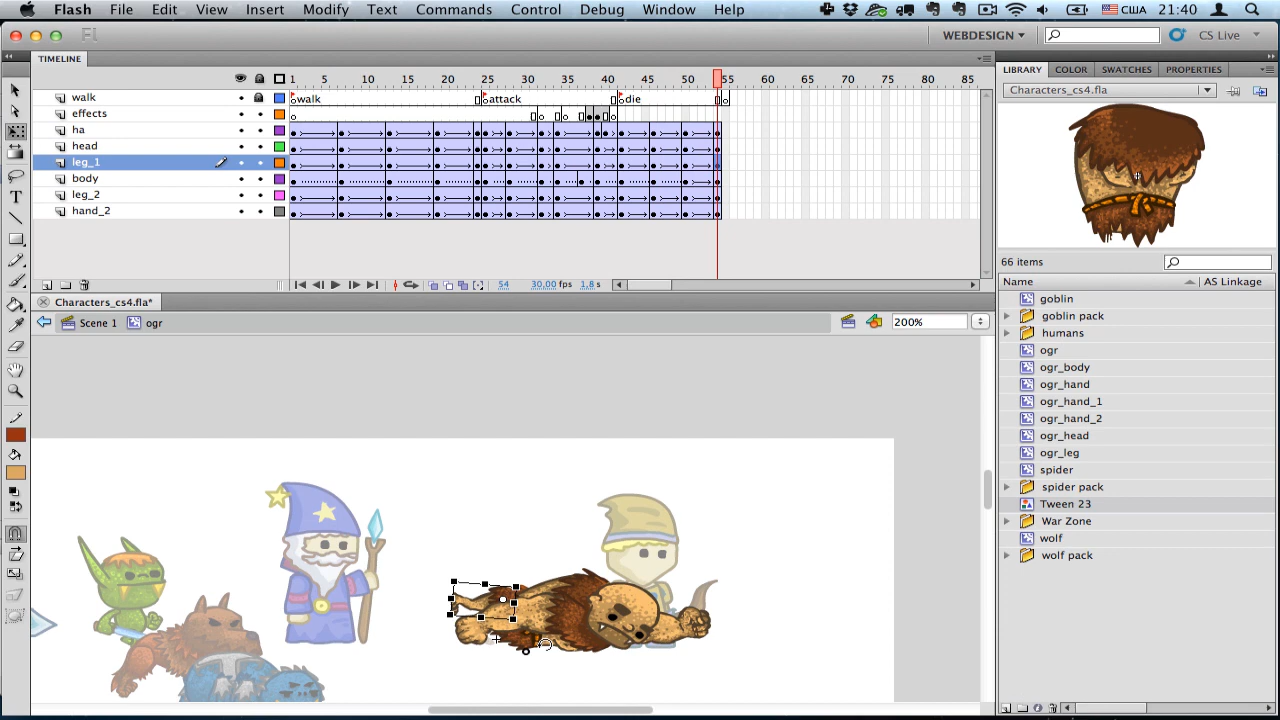 Flash File Edit View Insert Modify Text Commands Control Debug Window Help США 21:40
Fl WEBDESIGN CS Live
TIMELINE
1 5 10 15 20 25 30 35 40 45 50 55 60 65 70 75 80 85
walk walk attack die
effects
ha
head
leg_1
body
leg_2
hand_2
54 30,00 fps 1,8 s
Characters_cs4.fla*
Scene 1 ogr 200%
LIBRARY COLOR SWATCHES PROPERTIES
Characters_cs4.fla
66 items
Name AS Linkage
goblin
goblin pack
humans
ogr
ogr_body
ogr_hand
ogr_hand_1
ogr_hand_2
ogr_head
ogr_leg
spider
spider pack
Tween 23
War Zone
wolf
wolf pack